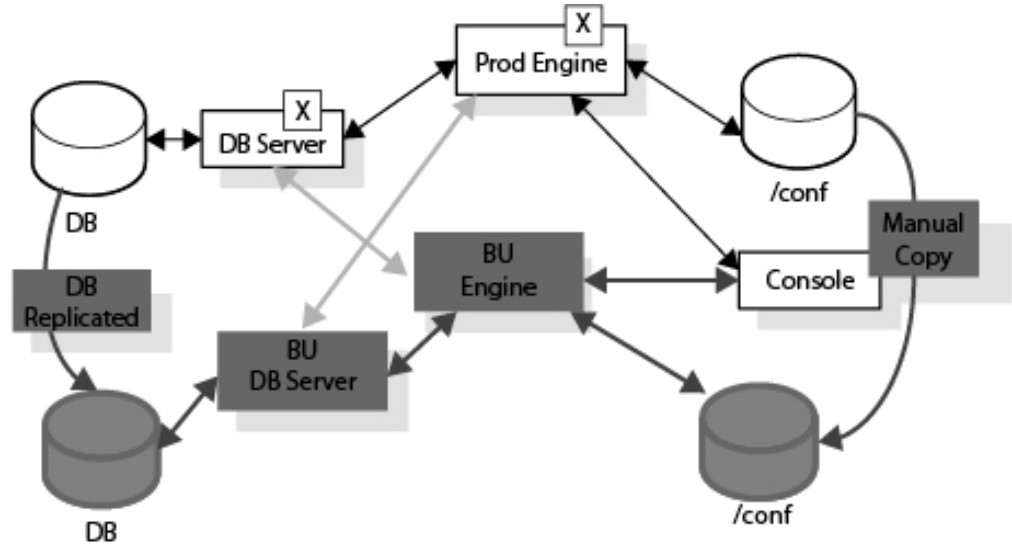 X
Prod Engine
X
DB Server
DB
/conf
Manual
Copy
BU
Engine
Console
DB
Replicated
BU
DB Server
DB
/conf